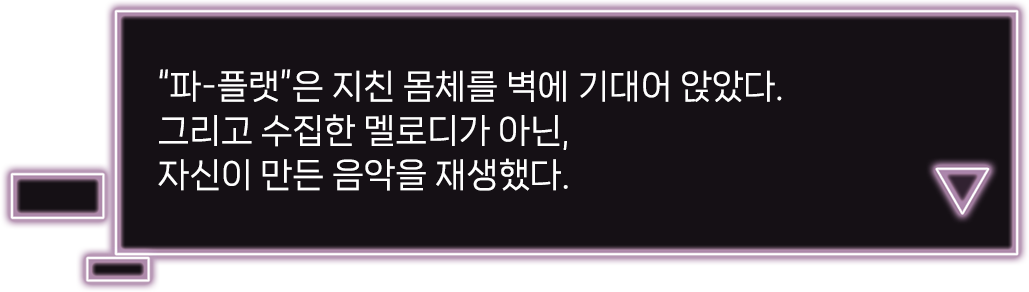 “파-플랫”은 지친 몸체를 벽에 기대어 앉았다.
그리고 수집한 멜로디가 아닌,
자신이 만든 음악을 재생했다.